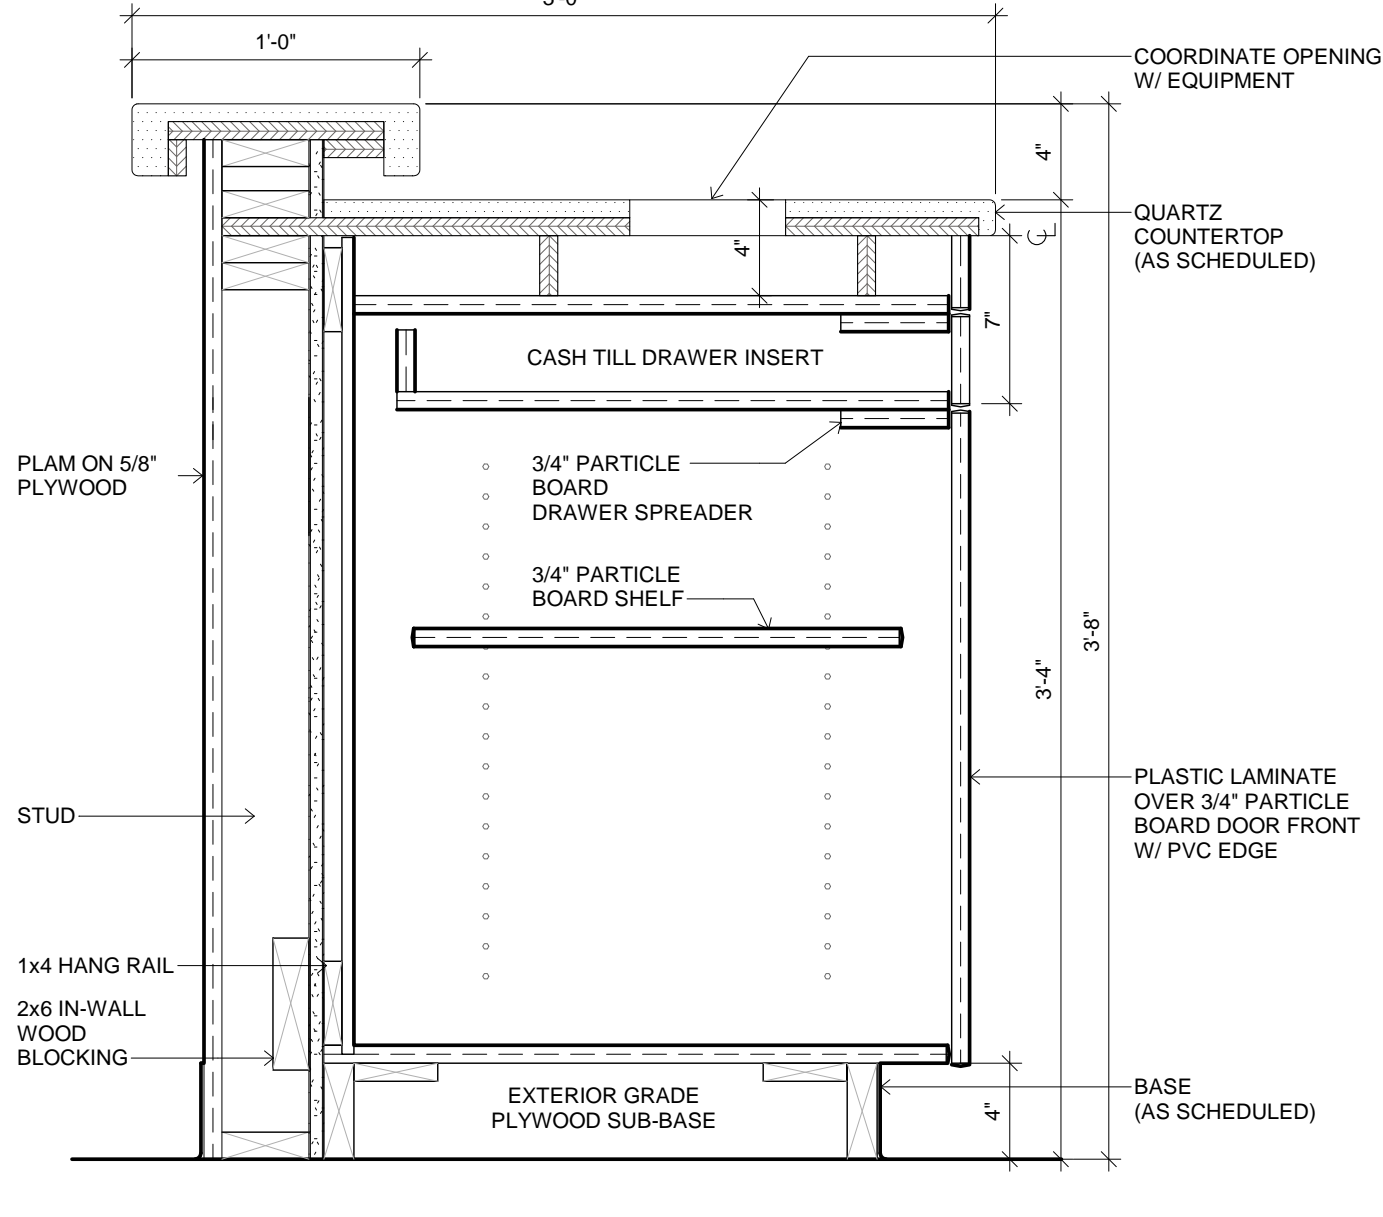 1'-0"
COORDINATE OPENING
W/ EQUIPMENT
4"
QUARTZ
COUNTERTOP
(AS SCHEDULED)
CL
4"
7"
CASH TILL DRAWER INSERT
PLAM ON 5/8"
PLYWOOD
3/4" PARTICLE
BOARD
DRAWER SPREADER
3/4" PARTICLE
BOARD SHELF
3'-8"
3'-4"
PLASTIC LAMINATE
OVER 3/4" PARTICLE
BOARD DOOR FRONT
W/ PVC EDGE
STUD
1x4 HANG RAIL
2x6 IN-WALL
WOOD
BLOCKING
EXTERIOR GRADE
PLYWOOD SUB-BASE
4"
BASE
(AS SCHEDULED)